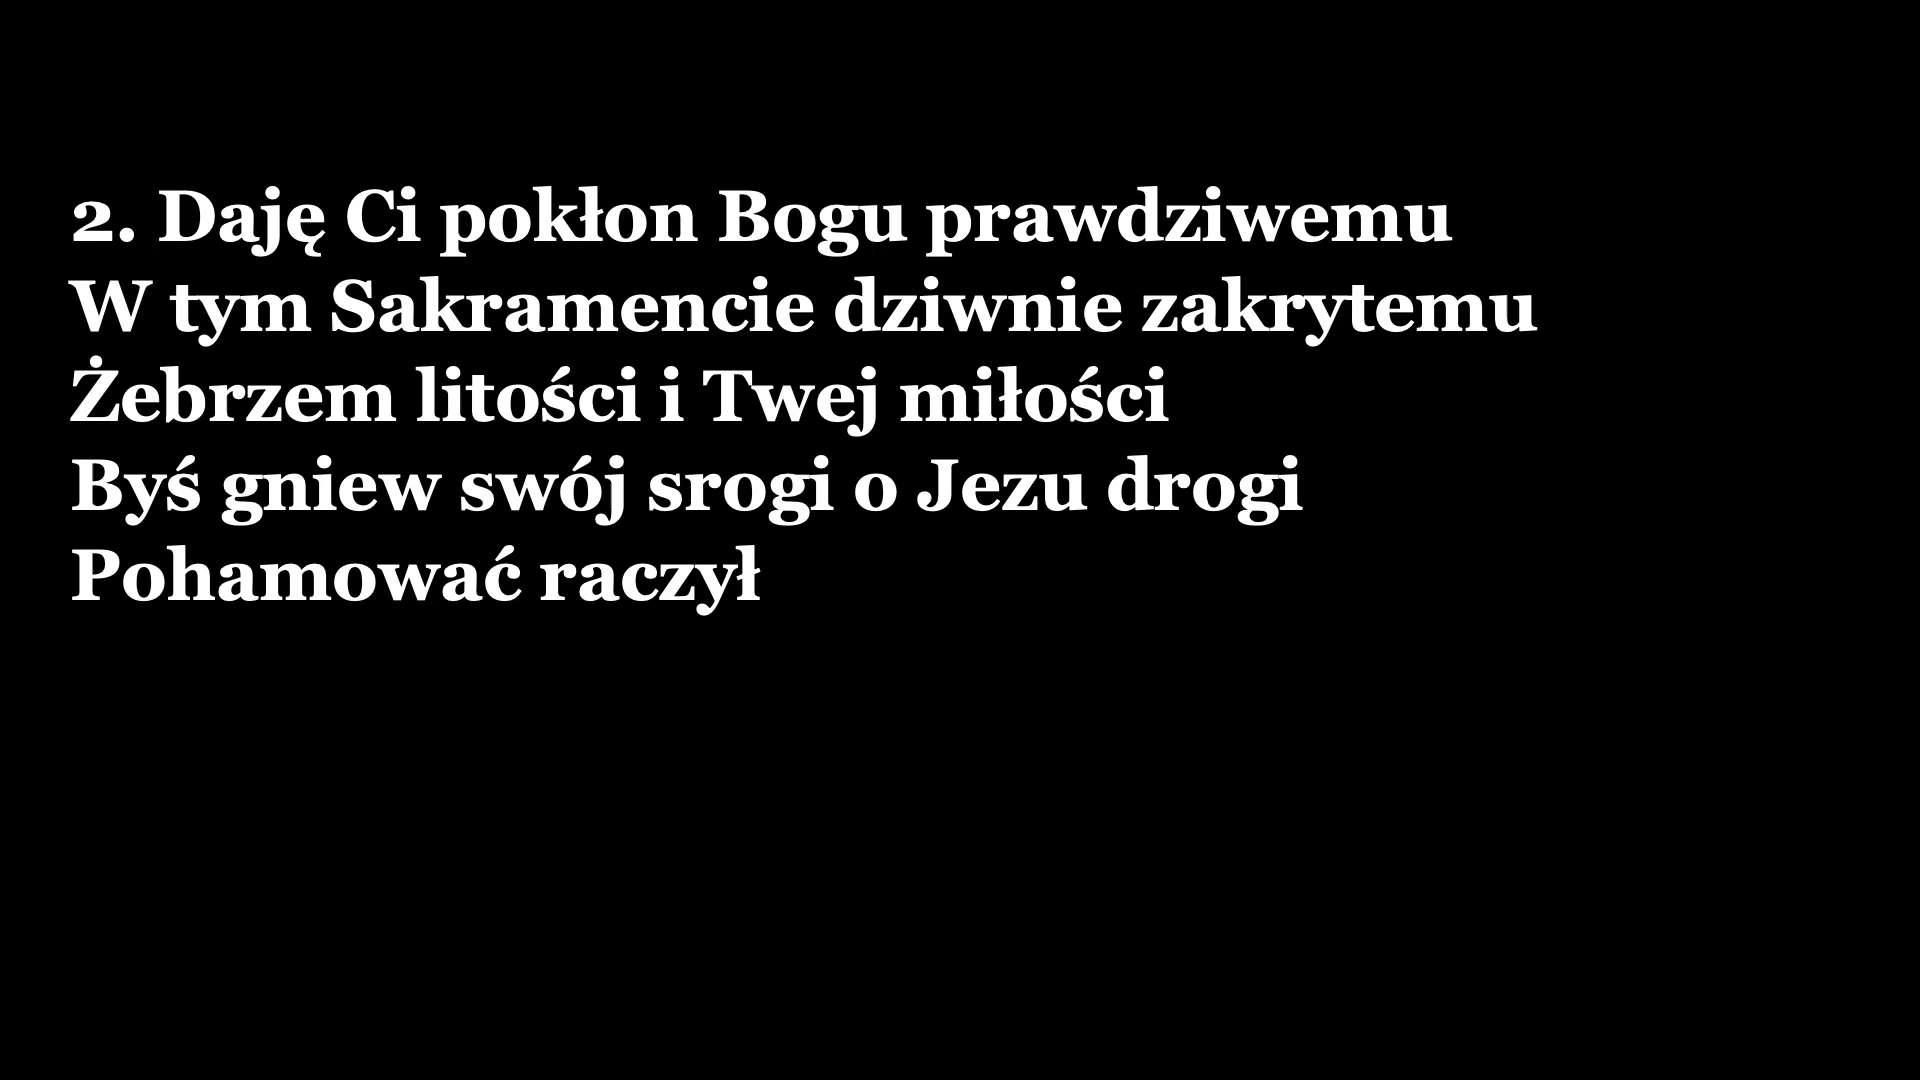 2. Daję Ci pokłon Bogu prawdziwemu
W tym Sakramencie dziwnie zakrytemu
Żebrzem litości i Twej miłości
Byś gniew swój srogi o Jezu drogi
Pohamować raczył